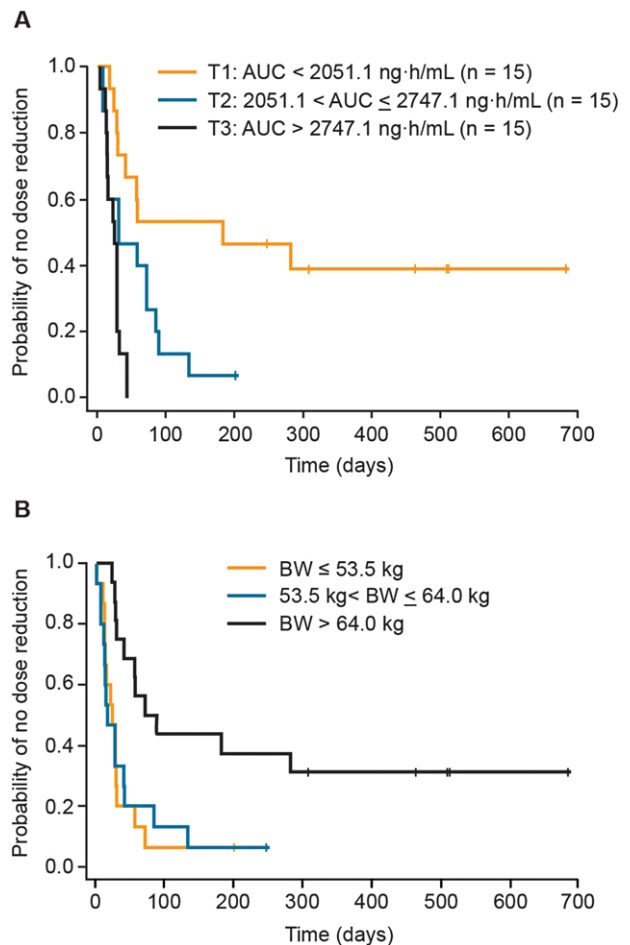 A
Probability of no dose reduction
1.0
0.8
0.6
0.4
0.2
0.0
T1: AUC < 2051.1 ng·h/mL (n = 15)
T2: 2051.1 < AUC ≤ 2747.1 ng·h/mL (n = 15)
T3: AUC > 2747.1 ng·h/mL (n = 15)
0 100 200 300 400 500 600 700
Time (days)
B
Probability of no dose reduction
1.0
0.8
0.6
0.4
0.2
0.0
BW ≤ 53.5 kg
53.5 kg< BW ≤ 64.0 kg
BW > 64.0 kg
0 100 200 300 400 500 600 700
Time (days)